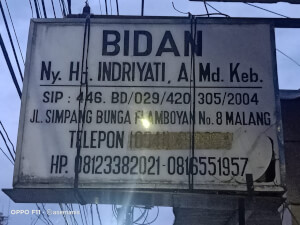 BIDAN
Ny. Hj. INDRIYATI, A. Md. Keb.
SIP : 446. BD/029/420.305/2004
JL. SIMPANG BUNGA FLAMBOYAN No. 8 MALANG
TELEPON
HP. 08123382021 - 0816551957
OPPO F11